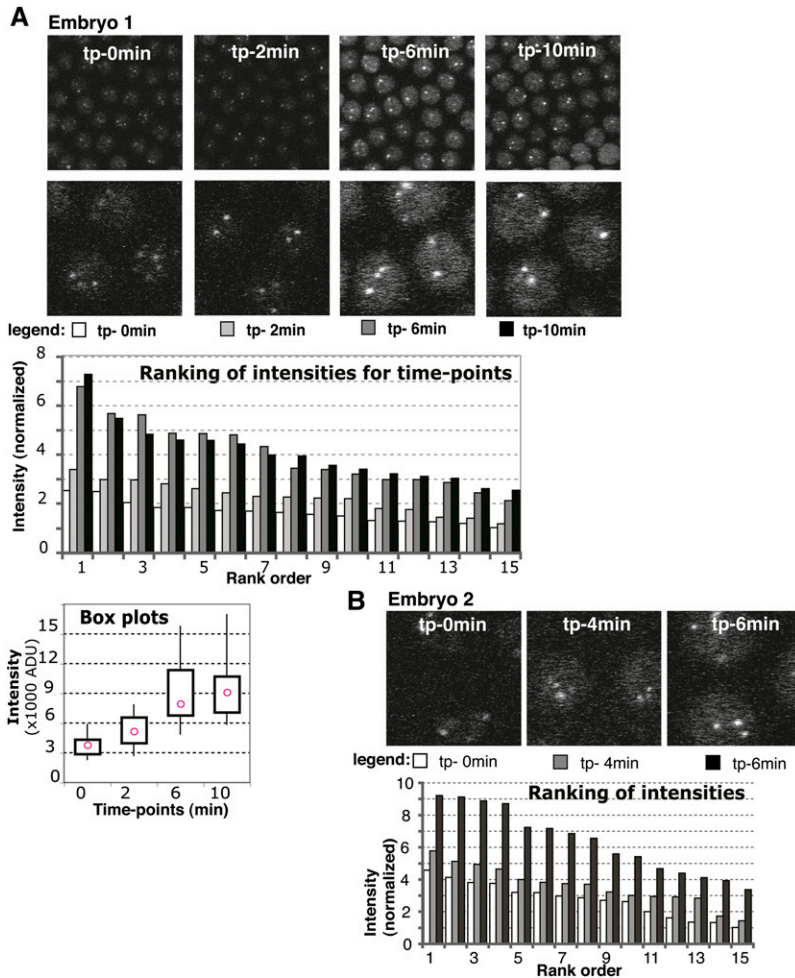 A
Embryo 1
tp-0min tp-2min tp-6min tp-10min
legend: tp- 0min tp- 2min tp- 6min tp-10min
Ranking of intensities for time-points
Intensity (normalized)
8
6
4
2
0
1 3 5 7 9 11 13 15
Rank order
Box plots
Intensity
(x1000 ADU)
15
12
9
6
3
0
0 2 6 10
Time-points (min)
B
Embryo 2
tp-0min tp-4min tp-6min
legend: tp- 0min tp- 4min tp-6min
Ranking of intensities
Intensity
(normalized)
10
8
6
4
2
0
1 3 5 7 9 11 13 15
Rank order